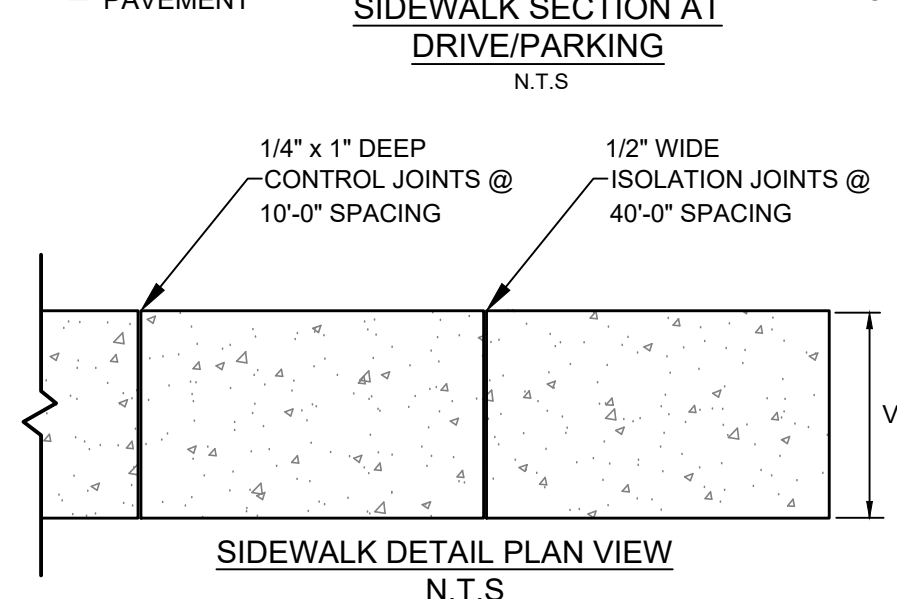 PAVEMENT
SIDEWALK SECTION AT
DRIVE/PARKING
N.T.S
1/4" x 1" DEEP
CONTROL JOINTS @
10'-0" SPACING
1/2" WIDE
ISOLATION JOINTS @
40'-0" SPACING
SIDEWALK DETAIL PLAN VIEW
N.T.S